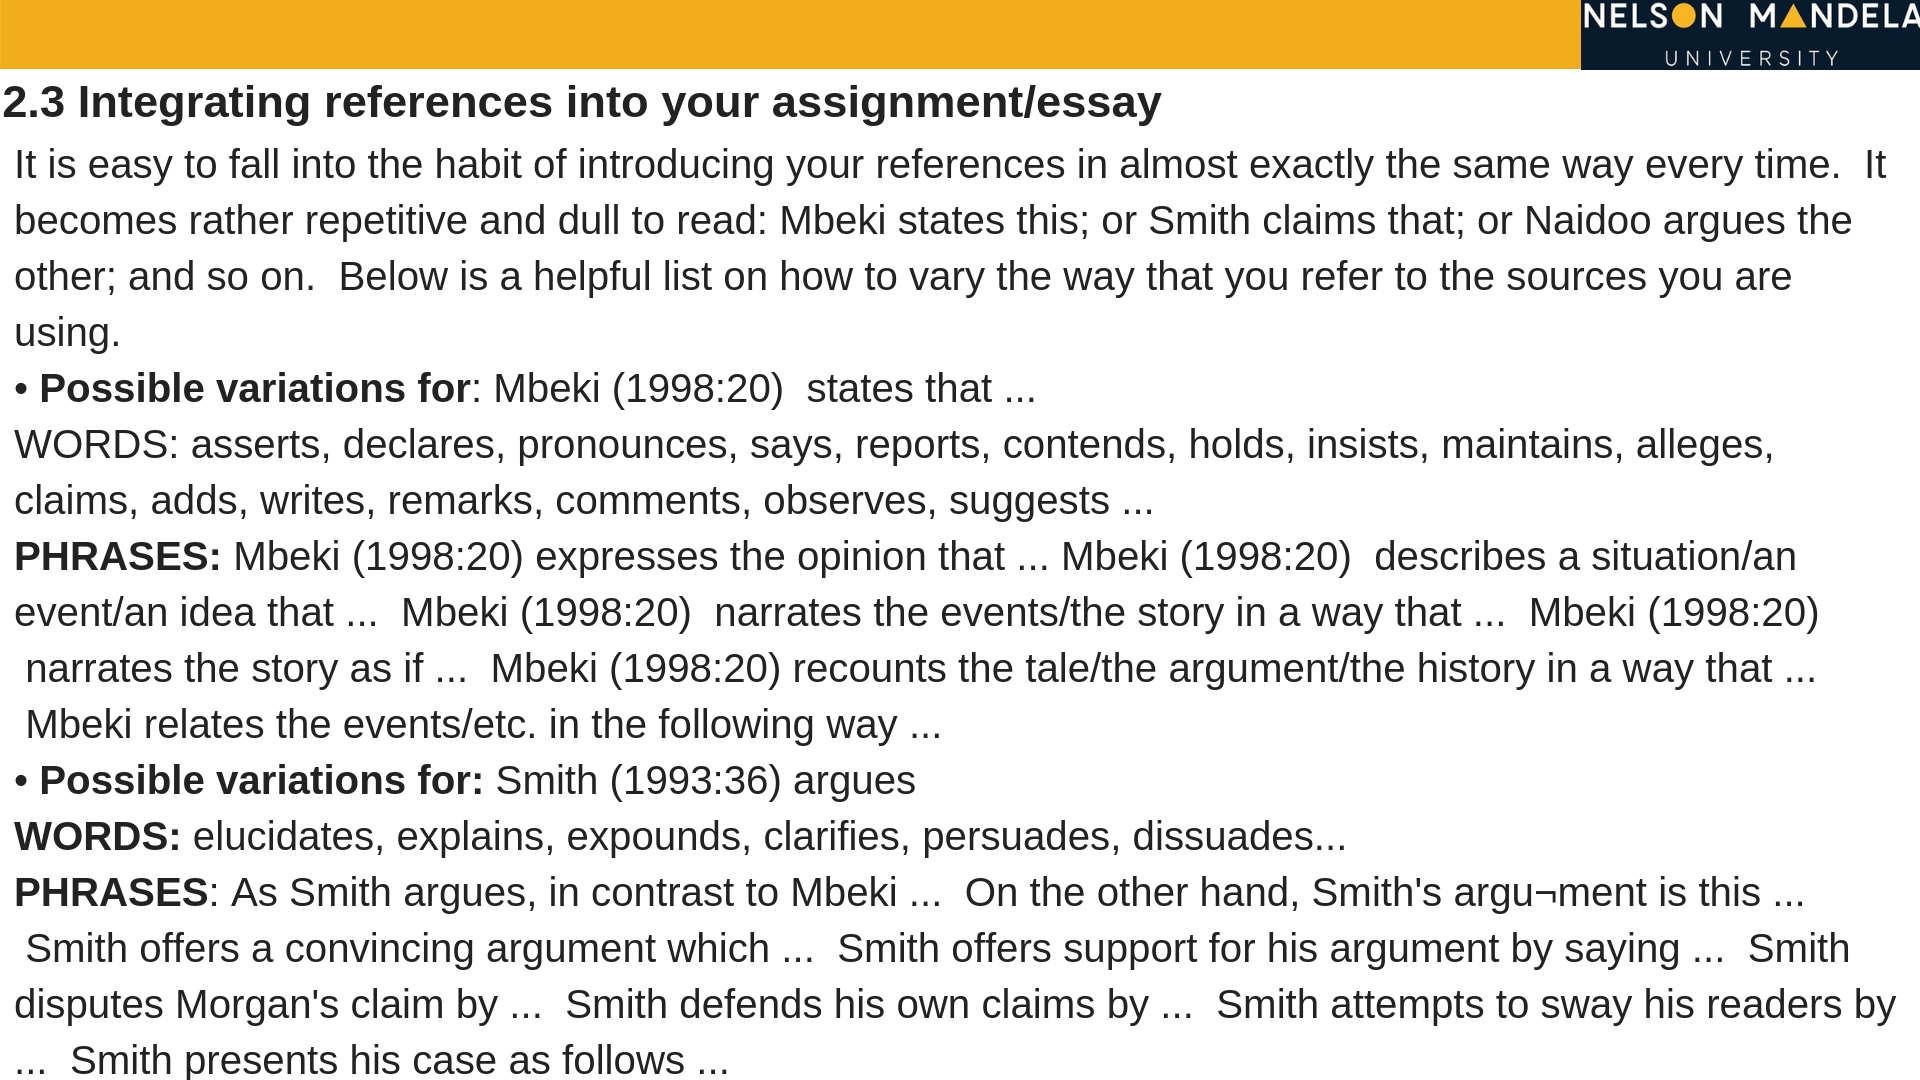 NELSON MANDELA
UNIVERSITY
2.3 Integrating references into your assignment/essay
It is easy to fall into the habit of introducing your references in almost exactly the same way every time.  It
becomes rather repetitive and dull to read: Mbeki states this; or Smith claims that; or Naidoo argues the
other; and so on.  Below is a helpful list on how to vary the way that you refer to the sources you are
using.
• Possible variations for: Mbeki (1998:20)  states that ...
WORDS: asserts, declares, pronounces, says, reports, contends, holds, insists, maintains, alleges,
claims, adds, writes, remarks, comments, observes, suggests ...
PHRASES: Mbeki (1998:20) expresses the opinion that ... Mbeki (1998:20)  describes a situation/an
event/an idea that ...  Mbeki (1998:20)  narrates the events/the story in a way that ...  Mbeki (1998:20)
narrates the story as if ...  Mbeki (1998:20) recounts the tale/the argument/the history in a way that ...
Mbeki relates the events/etc. in the following way ...
• Possible variations for: Smith (1993:36) argues
WORDS: elucidates, explains, expounds, clarifies, persuades, dissuades...
PHRASES: As Smith argues, in contrast to Mbeki ...  On the other hand, Smith's argu¬ment is this ...
Smith offers a convincing argument which ...  Smith offers support for his argument by saying ...  Smith
disputes Morgan's claim by ...  Smith defends his own claims by ...  Smith attempts to sway his readers by
...  Smith presents his case as follows ...